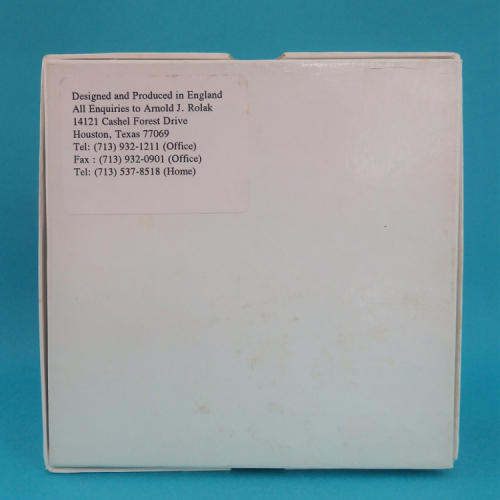 Designed and Produced in England
All Enquiries to Arnold J. Rolak
14121 Cashel Forest Drive
Houston, Texas 77069
Tel: (713) 932-1211 (Office)
Fax : (713) 932-0901 (Office)
Tel: (713) 537-8518 (Home)